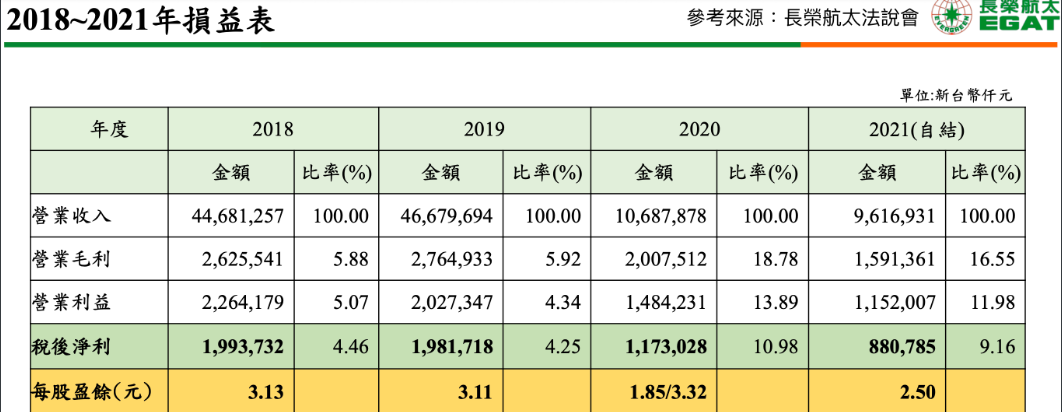 2018~2021年損益表
參考來源：長榮航太法說會
EVERGREEN
長榮航太
EGAT
單位:新台幣仟元
年度 2018 2019 2020 2021(自結)
金額 比率(%) 金額 比率(%) 金額 比率(%) 金額 比率(%)
營業收入 44,681,257 100.00 46,679,694 100.00 10,687,878 100.00 9,616,931 100.00
營業毛利 2,625,541 5.88 2,764,933 5.92 2,007,512 18.78 1,591,361 16.55
營業利益 2,264,179 5.07 2,027,347 4.34 1,484,231 13.89 1,152,007 11.98
稅後淨利 1,993,732 4.46 1,981,718 4.25 1,173,028 10.98 880,785 9.16
每股盈餘(元) 3.13 3.11 1.85/3.32 2.50